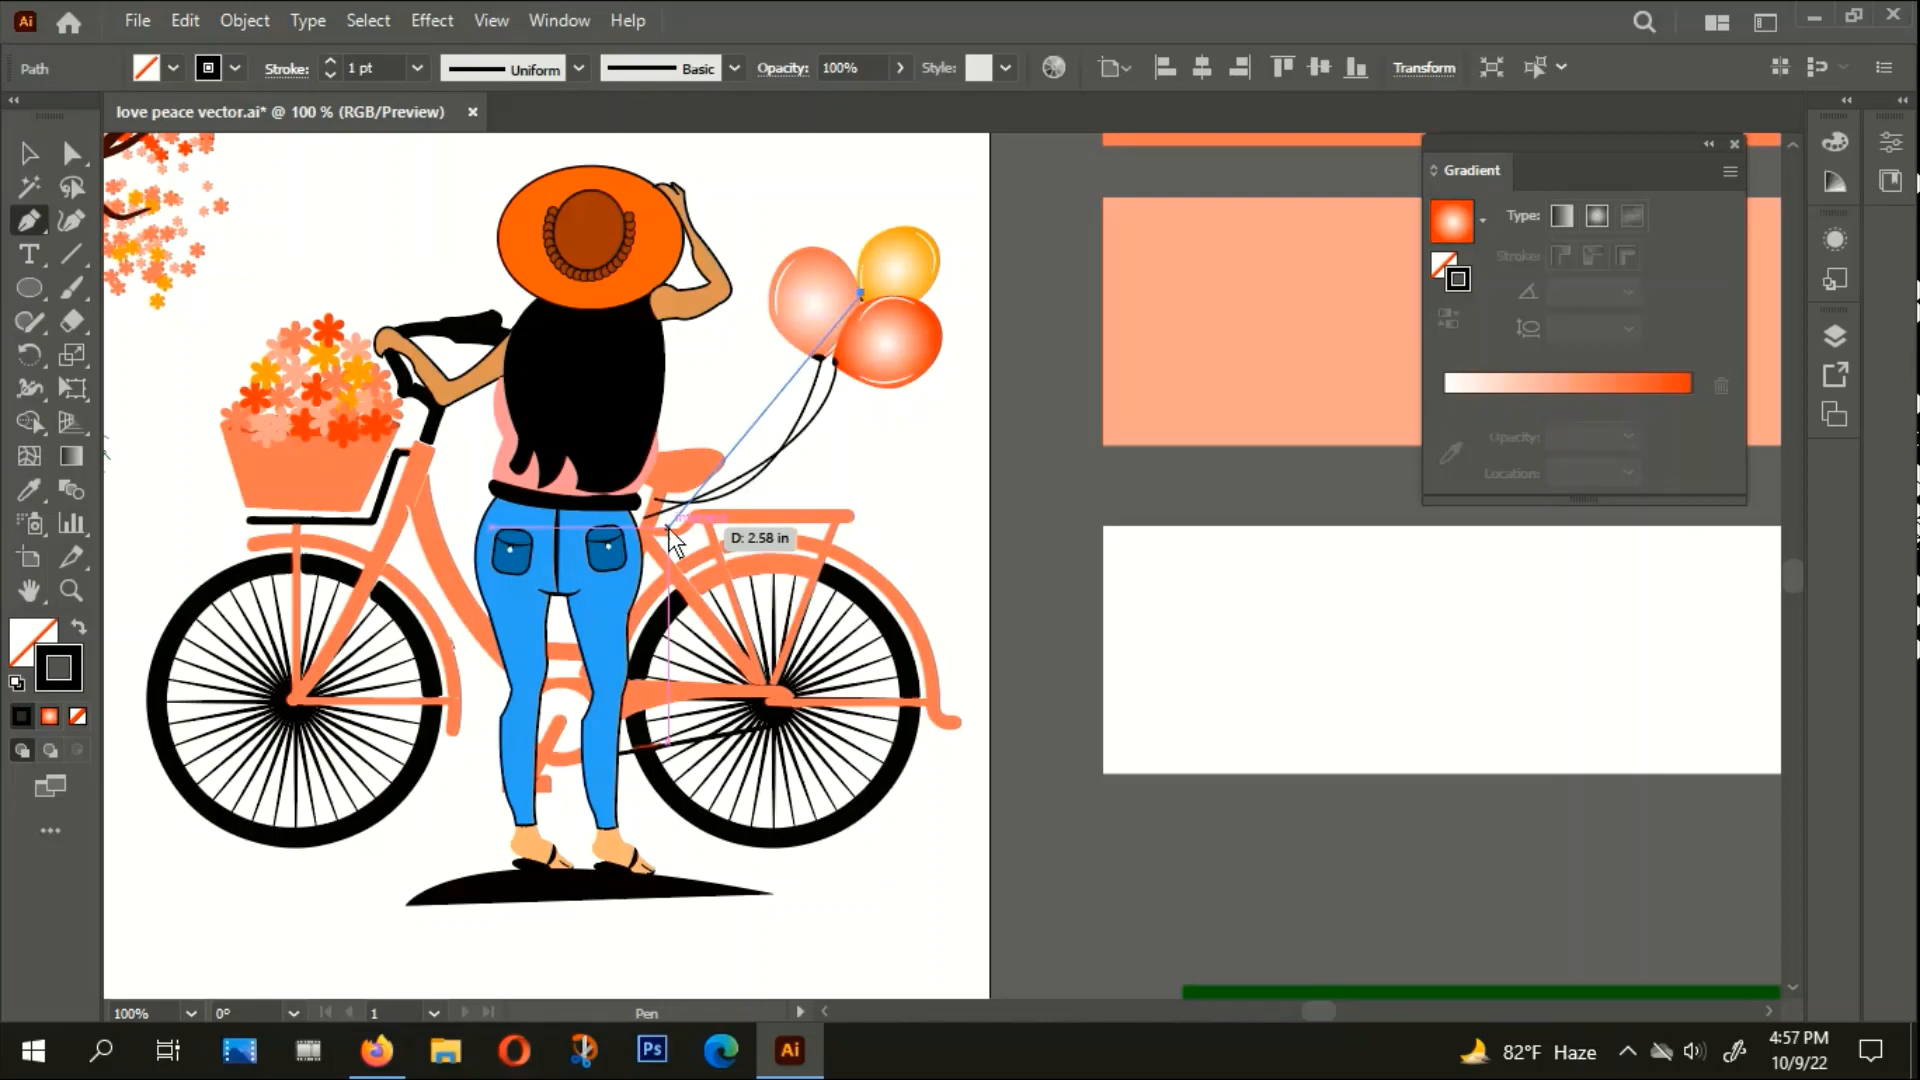 Ai File Edit Object Type Select Effect View Window Help
Path Stroke: 1 pt Uniform Basic Opacity: 100% Style: Transform
love peace vector.ai* @ 100 % (RGB/Preview)
Gradient
Type:
Stroke:
Opacity:
Location:
D: 2.58 in
100% 0° 1 Pen
Ps Ai 82°F Haze 4:57 PM
10/9/22